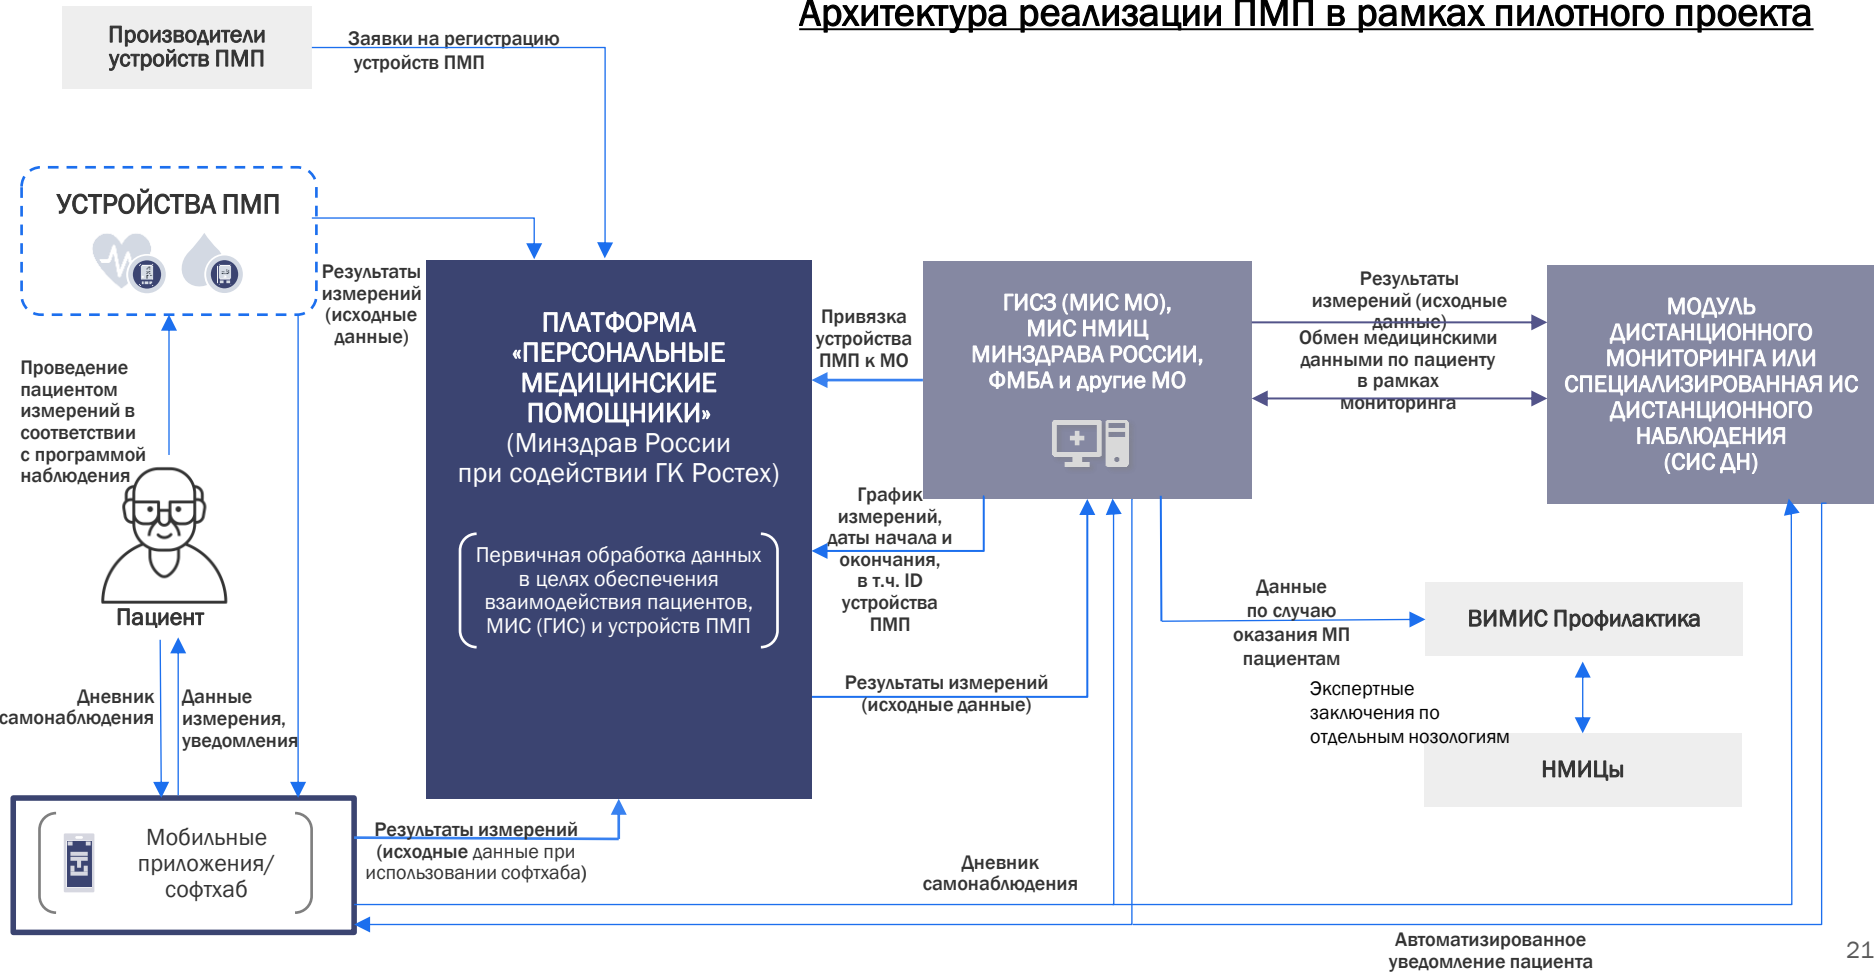 Архитектура реализации ПМП в рамках пилотного проекта
Производители
устройств ПМП
Заявки на регистрацию
устройств ПМП
УСТРОЙСТВА ПМП
Результаты
измерений
(исходные
данные)
Проведение
пациентом
измерений в
соответствии
с программой
наблюдения
Пациент
Дневник
самонаблюдения
Данные
измерения,
уведомления
Мобильные
приложения/
софтхаб
Результаты измерений
(исходные данные при
использовании софтхаба)
ПЛАТФОРМА
«ПЕРСОНАЛЬНЫЕ
МЕДИЦИНСКИЕ
ПОМОЩНИКИ»
(Минздрав России
при содействии ГК Ростех)
Первичная обработка данных
в целях обеспечения
взаимодействия пациентов,
МИС (ГИС) и устройств ПМП
Привязка
устройства
ПМП к МО
График
измерений,
даты начала и
окончания,
в т.ч. ID
устройства
ПМП
Результаты измерений
(исходные данные)
ГИСЗ (МИС МО),
МИС НМИЦ
МИНЗДРАВА РОССИИ,
ФМБА и другие МО
Результаты
измерений (исходные
данные)
Обмен медицинскими
данными по пациенту
в рамках
мониторинга
МОДУЛЬ
ДИСТАНЦИОННОГО
МОНИТОРИНГА ИЛИ
СПЕЦИАЛИЗИРОВАННАЯ ИС
ДИСТАНЦИОННОГО
НАБЛЮДЕНИЯ
(СИС ДН)
Данные
по случаю
оказания МП
пациентам
ВИМИС Профилактика
Экспертные
заключения по
отдельным нозологиям
НМИЦы
Дневник
самонаблюдения
Автоматизированное
уведомление пациента
21